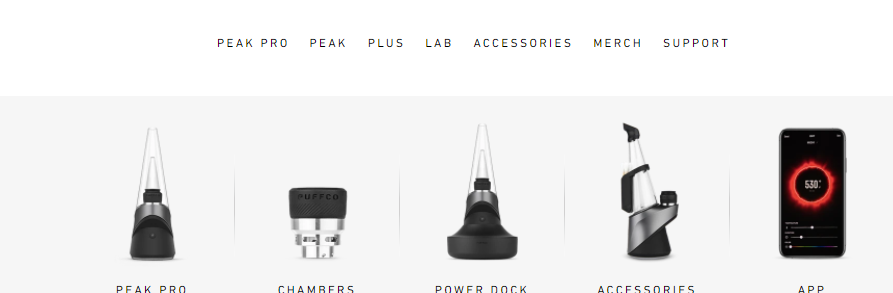 PEAK PRO PEAK PLUS LAB ACCESSORIES MERCH SUPPORT
PUFFCO
530°
PEAK PRO CHAMBERS POWER DOCK ACCESSORIES APP